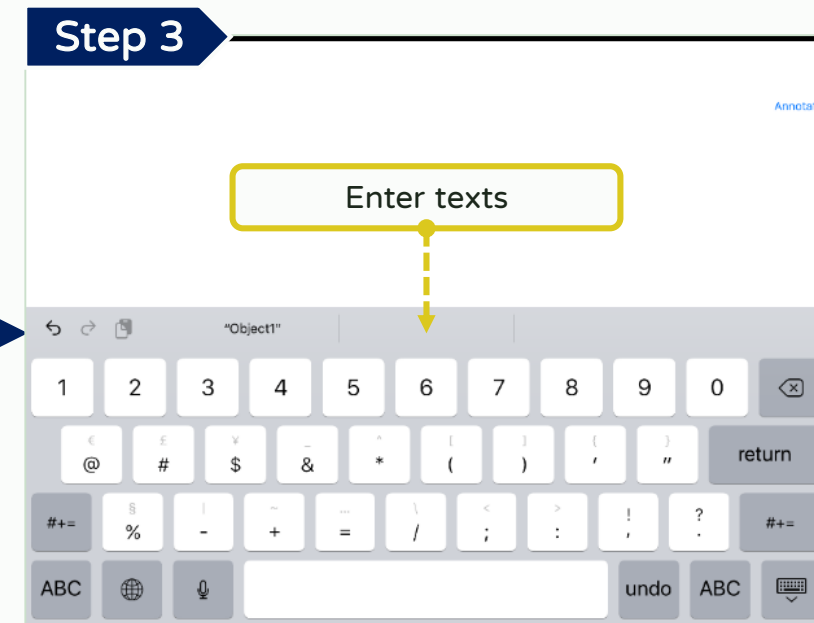 Step 3
Annotat
Enter texts
"Object1"
1 2 3 4 5 6 7 8 9 0
€ £ ¥ _ ^ [ ] { }
@ # $ & * ( ) ' "
return
§ | ~ … \ < > ! ?
#+= % - + = / ; : , . #+=
ABC undo ABC